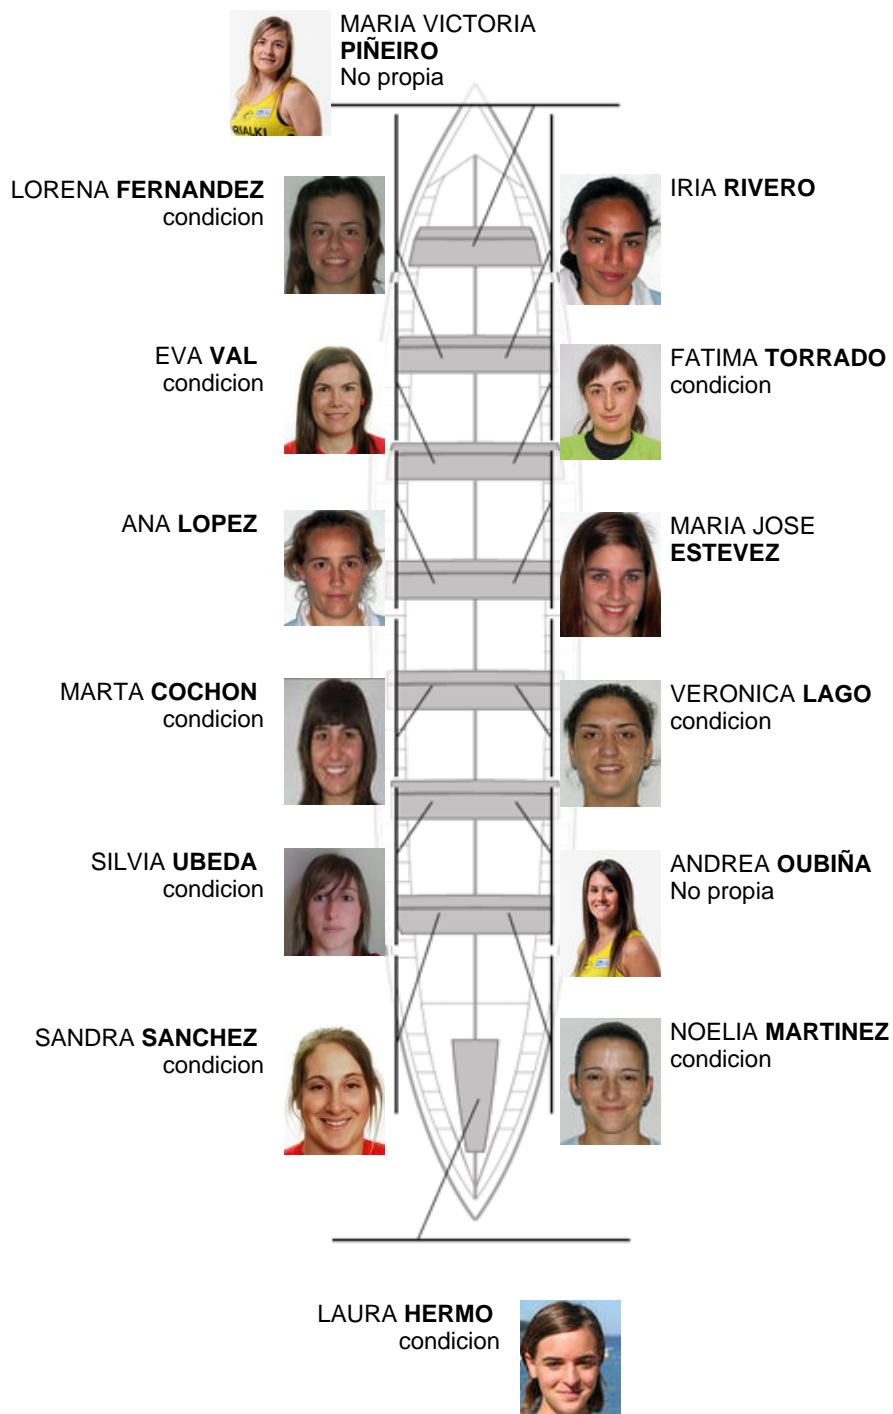 MARIA VICTORIA
PIÑEIRO
No propia
RIALKI
LORENA FERNANDEZ
condicion
IRIA RIVERO
EVA VAL
condicion
FATIMA TORRADO
condicion
ANA LOPEZ
MARIA JOSE
ESTEVEZ
MARTA COCHON
condicion
VERONICA LAGO
condicion
SILVIA UBEDA
condicion
ANDREA OUBIÑA
No propia
SANDRA SANCHEZ
condicion
NOELIA MARTINEZ
condicion
LAURA HERMO
condicion